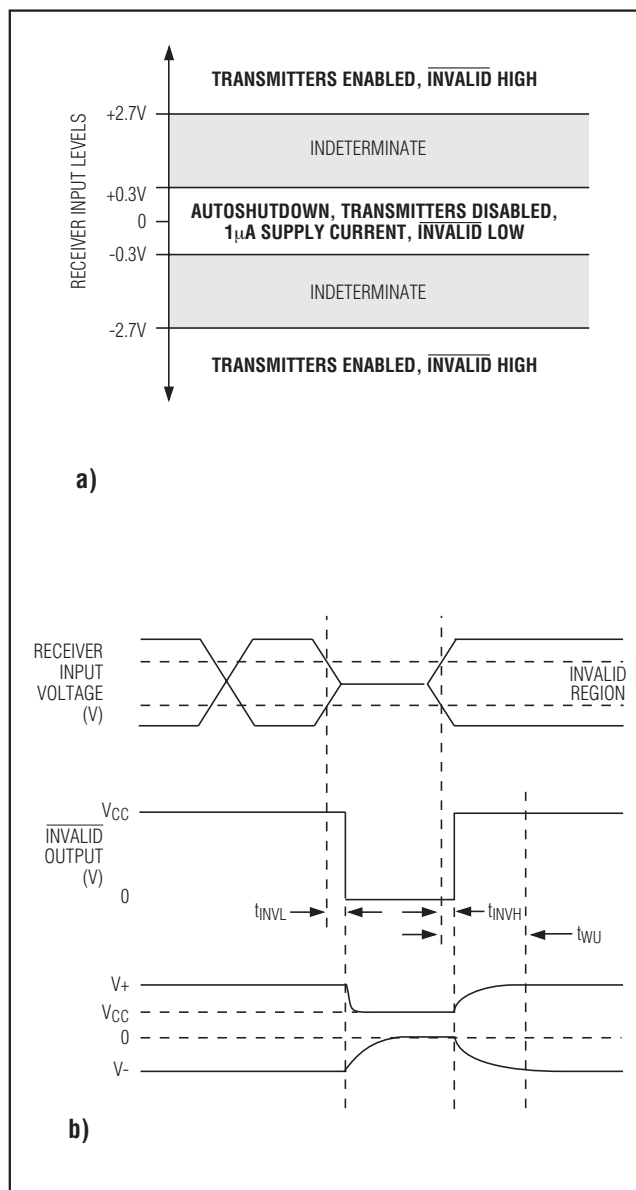 TRANSMITTERS ENABLED, INVALID HIGH
+2.7V
INDETERMINATE
+0.3V
AUTOSHUTDOWN, TRANSMITTERS DISABLED,
0
1μA SUPPLY CURRENT, INVALID LOW
-0.3V
INDETERMINATE
-2.7V
TRANSMITTERS ENABLED, INVALID HIGH
RECEIVER INPUT LEVELS
a)
RECEIVER
INPUT
VOLTAGE
(V)
INVALID
REGION
VCC
INVALID
OUTPUT
(V)
0
tINVL
tINVH
tWU
V+
VCC
0
V-
b)